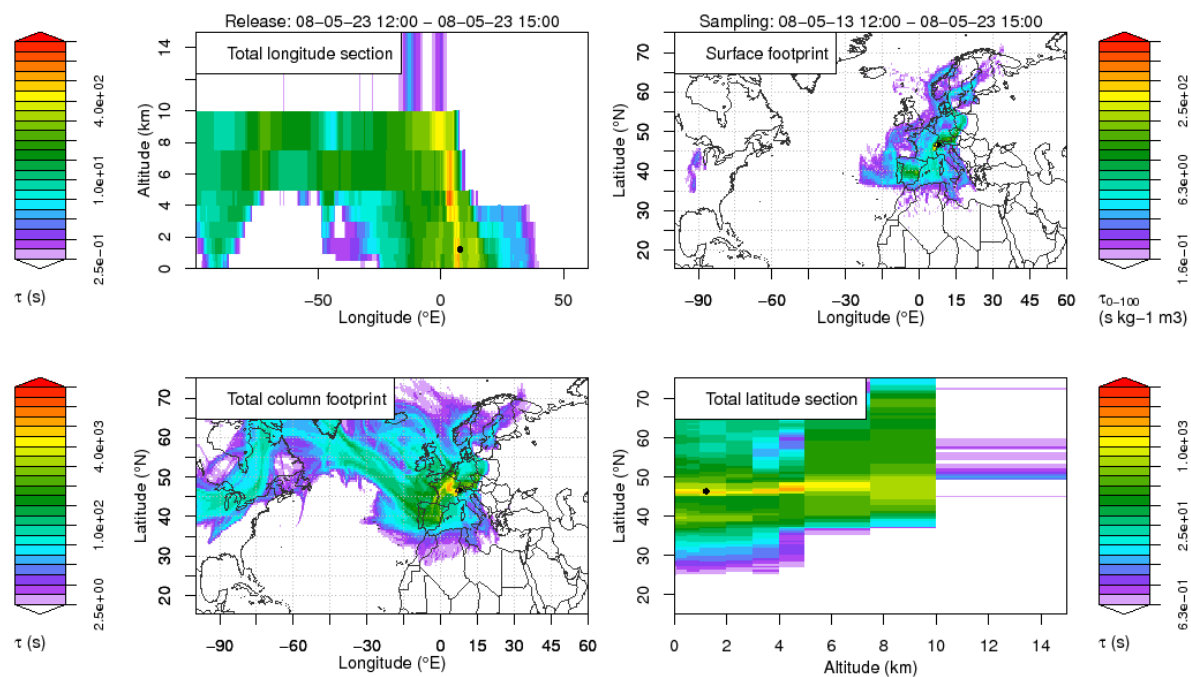 Release: 08−05−23 12:00 − 08−05−23 15:00
Total longitude section
Altitude (km)
0 2 4 6 8 10 14
−50 0 50
Longitude (°E)
4.0e+02
1.0e+01
2.5e−01
τ (s)
Sampling: 08−05−13 12:00 − 08−05−23 15:00
Surface footprint
Latitude (°N)
20 30 40 50 60 70
−90 −60 −30 0 15 30 45 60
Longitude (°E)
2.5e+02
6.3e+00
1.6e−01
τ0−100
(s kg−1 m3)
Total column footprint
Latitude (°N)
20 30 40 50 60 70
−90 −60 −30 0 15 30 45 60
Longitude (°E)
4.0e+03
1.0e+02
2.5e+00
τ (s)
Total latitude section
Latitude (°N)
20 30 40 50 60 70
0 2 4 6 8 10 12 14
Altitude (km)
1.0e+03
2.5e+01
6.3e−01
τ (s)